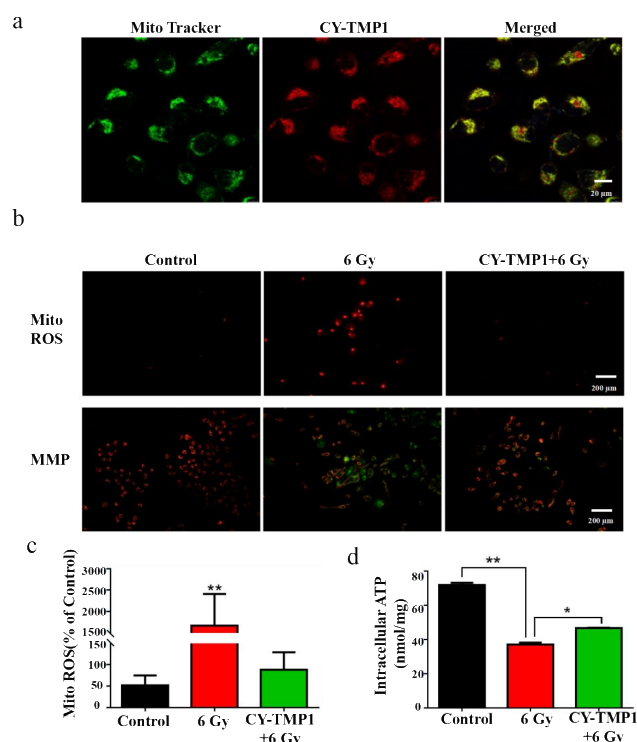 a
Mito Tracker CY-TMP1 Merged
20 μm
b
Control 6 Gy CY-TMP1+6 Gy
Mito
ROS
200 μm
MMP
200 μm
c
Mito ROS(% of Control)
3000
2500
2000
1500
150
100
50
0
**
Control 6 Gy CY-TMP1
+6 Gy
d
Intracellular ATP
(nmol/mg)
80
60
40
20
0
**
*
Control 6 Gy CY-TMP1
+6 Gy